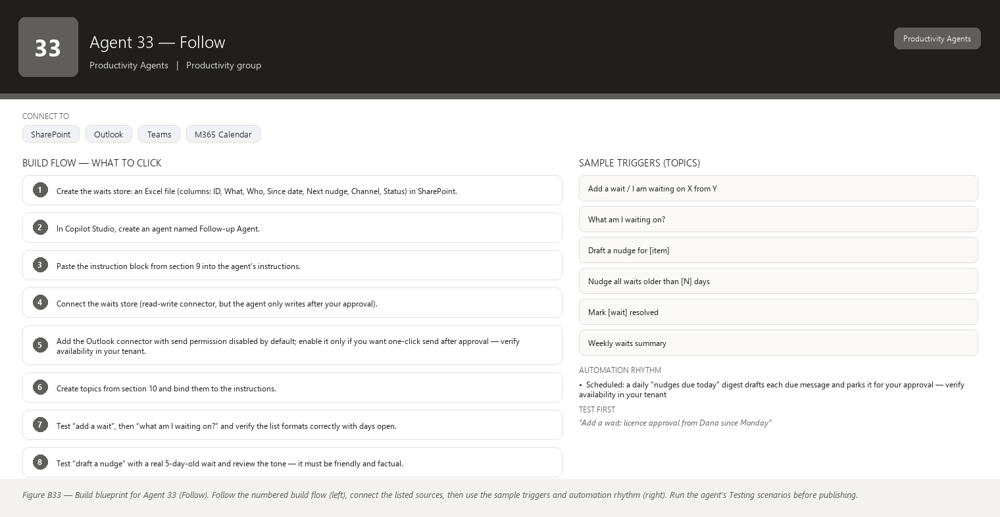 33
Agent 33 — Follow
Productivity Agents | Productivity group
Productivity Agents
CONNECT TO
SharePoint
Outlook
Teams
M365 Calendar
BUILD FLOW — WHAT TO CLICK
1
Create the waits store: an Excel file (columns: ID, What, Who, Since date, Next nudge, Channel, Status) in SharePoint.
2
In Copilot Studio, create an agent named Follow-up Agent.
3
Paste the instruction block from section 9 into the agent's instructions.
4
Connect the waits store (read-write connector, but the agent only writes after your approval).
5
Add the Outlook connector with send permission disabled by default; enable it only if you want one-click send after approval — verify
availability in your tenant.
6
Create topics from section 10 and bind them to the instructions.
7
Test “add a wait”, then “what am I waiting on?” and verify the list formats correctly with days open.
8
Test “draft a nudge” with a real 5-day-old wait and review the tone — it must be friendly and factual.
SAMPLE TRIGGERS (TOPICS)
Add a wait / I am waiting on X from Y
What am I waiting on?
Draft a nudge for [item]
Nudge all waits older than [N] days
Mark [wait] resolved
Weekly waits summary
AUTOMATION RHYTHM
• Scheduled: a daily “nudges due today” digest drafts each due message and parks it for your approval — verify
availability in your tenant
TEST FIRST
“Add a wait: licence approval from Dana since Monday”
Figure B33 — Build blueprint for Agent 33 (Follow). Follow the numbered build flow (left), connect the listed sources, then use the sample triggers and automation rhythm (right). Run the agent's Testing scenarios before publishing.